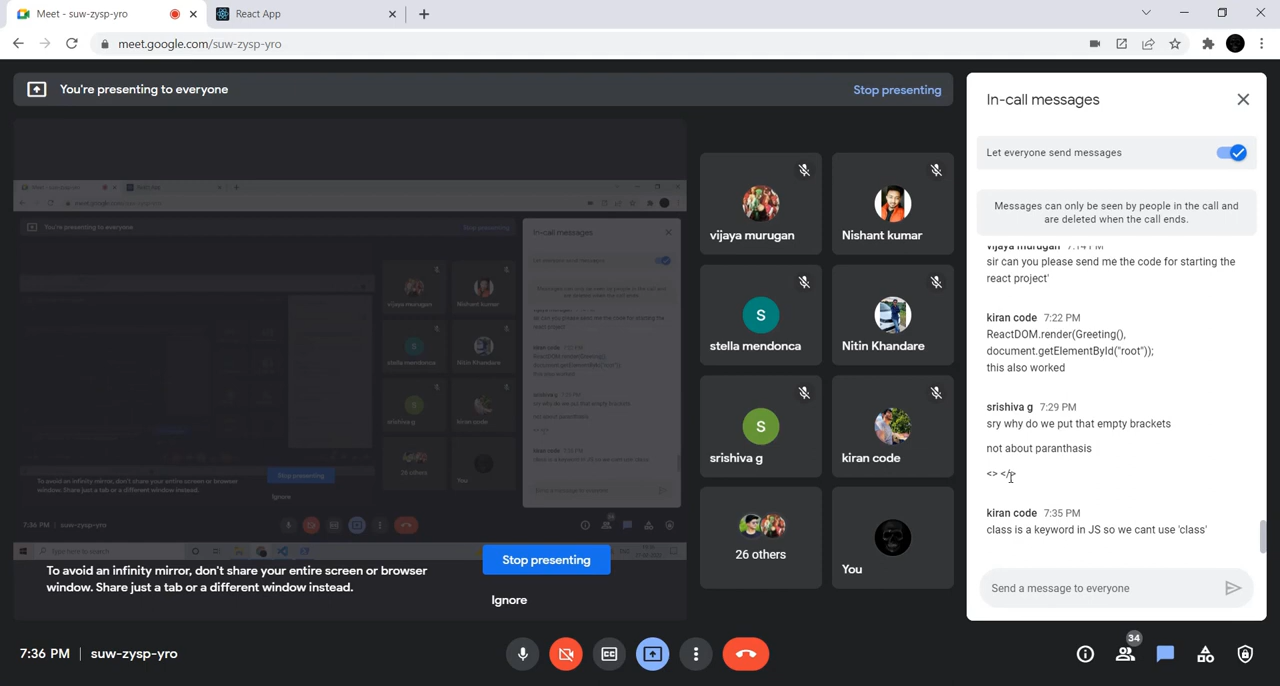 Meet - suw-zysp-yro
React App
meet.google.com/suw-zysp-yro
You're presenting to everyone
Stop presenting
In-call messages
Let everyone send messages
Messages can only be seen by people in the call and
are deleted when the call ends.
vijaya murugan 7:14 PM
sir can you please send me the code for starting the
react project'
kiran code 7:22 PM
ReactDOM.render(Greeting(),
document.getElementById("root"));
this also worked
srishiva g 7:29 PM
sry why do we put that empty brackets
not about paranthasis
<> </>
kiran code 7:35 PM
class is a keyword in JS so we cant use 'class'
Send a message to everyone
vijaya murugan
Nishant kumar
S
stella mendonca
Nitin Khandare
S
srishiva g
kiran code
26 others
You
To avoid an infinity mirror, don't share your entire screen or browser
window. Share just a tab or a different window instead.
Stop presenting
Ignore
7:36 PM | suw-zysp-yro
34